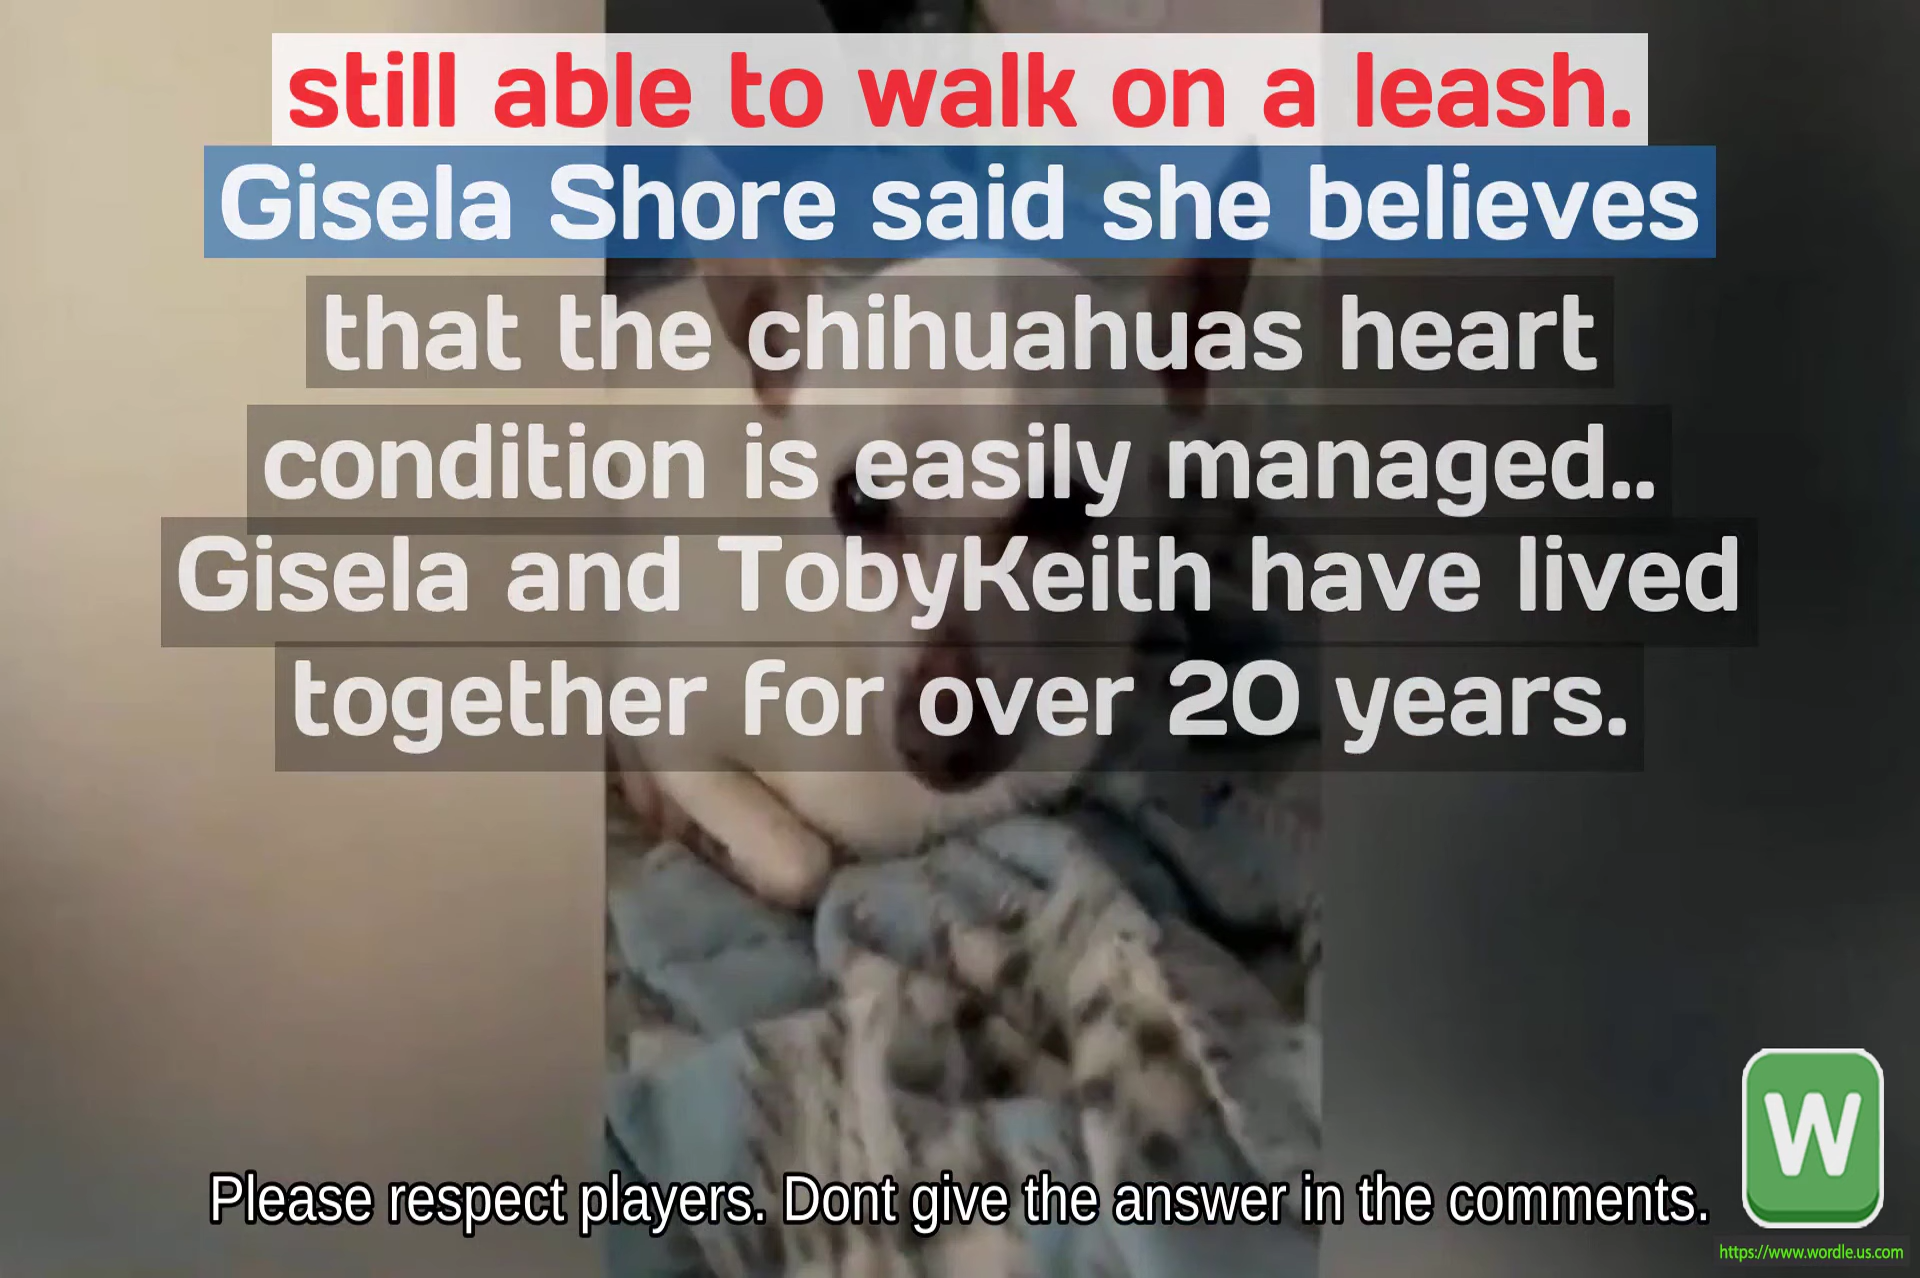 still able to walk on a leash.
Gisela Shore said she believes
that the chihuahuas heart
condition is easily managed..
Gisela and TobyKeith have lived
together for over 20 years.
W
Please respect players. Dont give the answer in the comments.
https://www.wordle.us.com